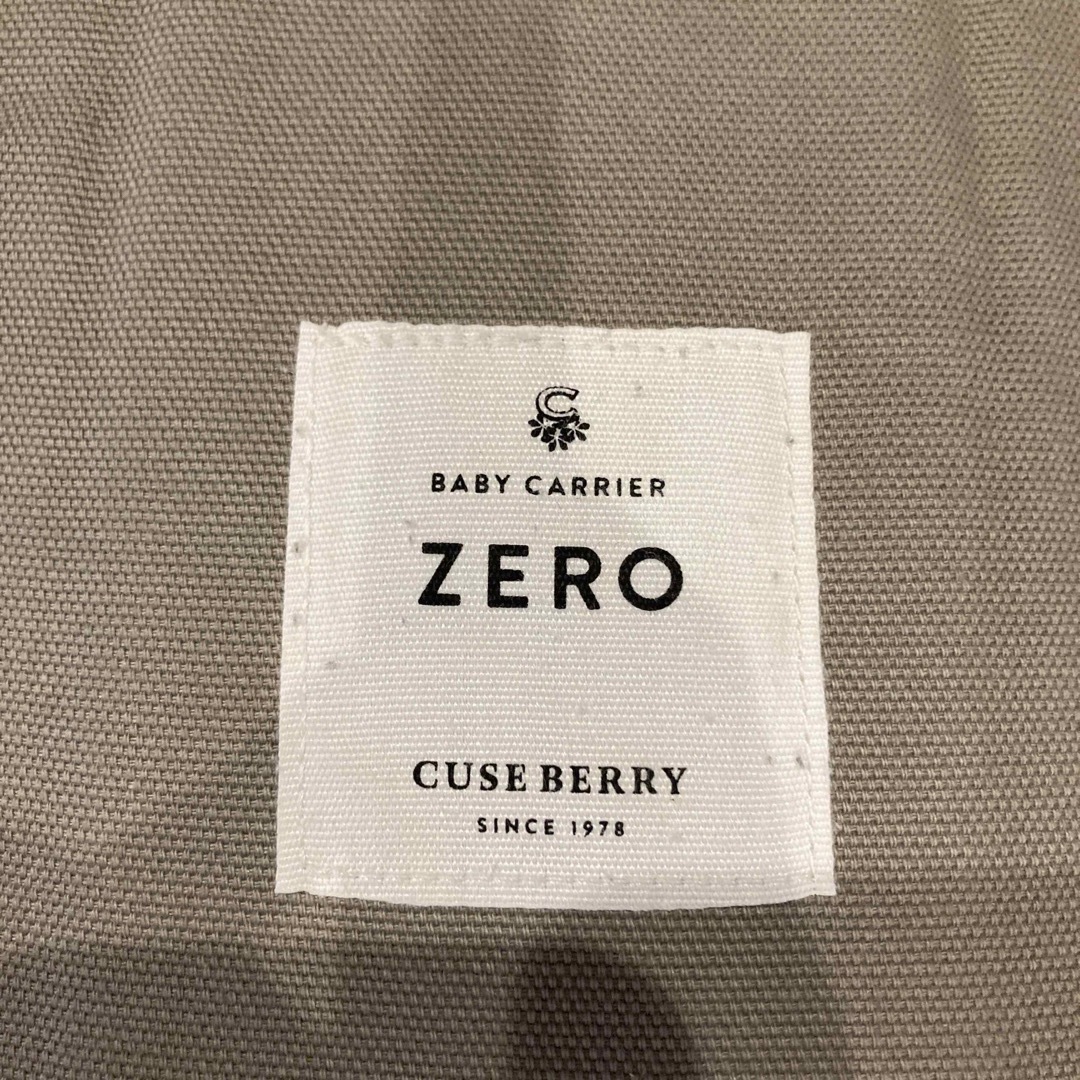 C
BABY CARRIER
ZERO
CUSE BERRY
SINCE 1978